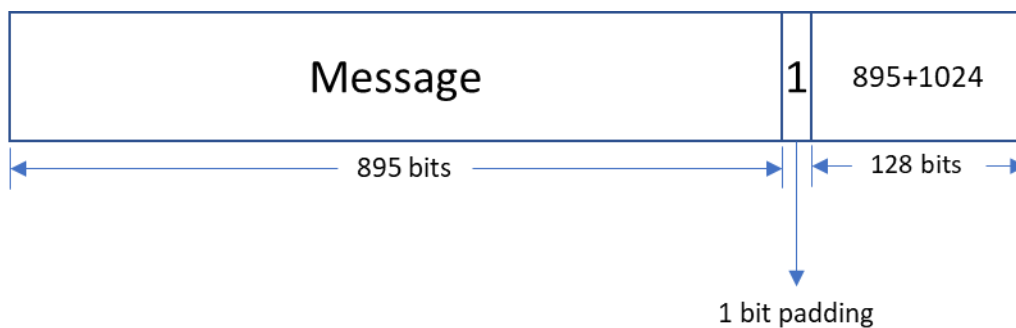 Message
1
895+1024
895 bits
128 bits
1 bit padding